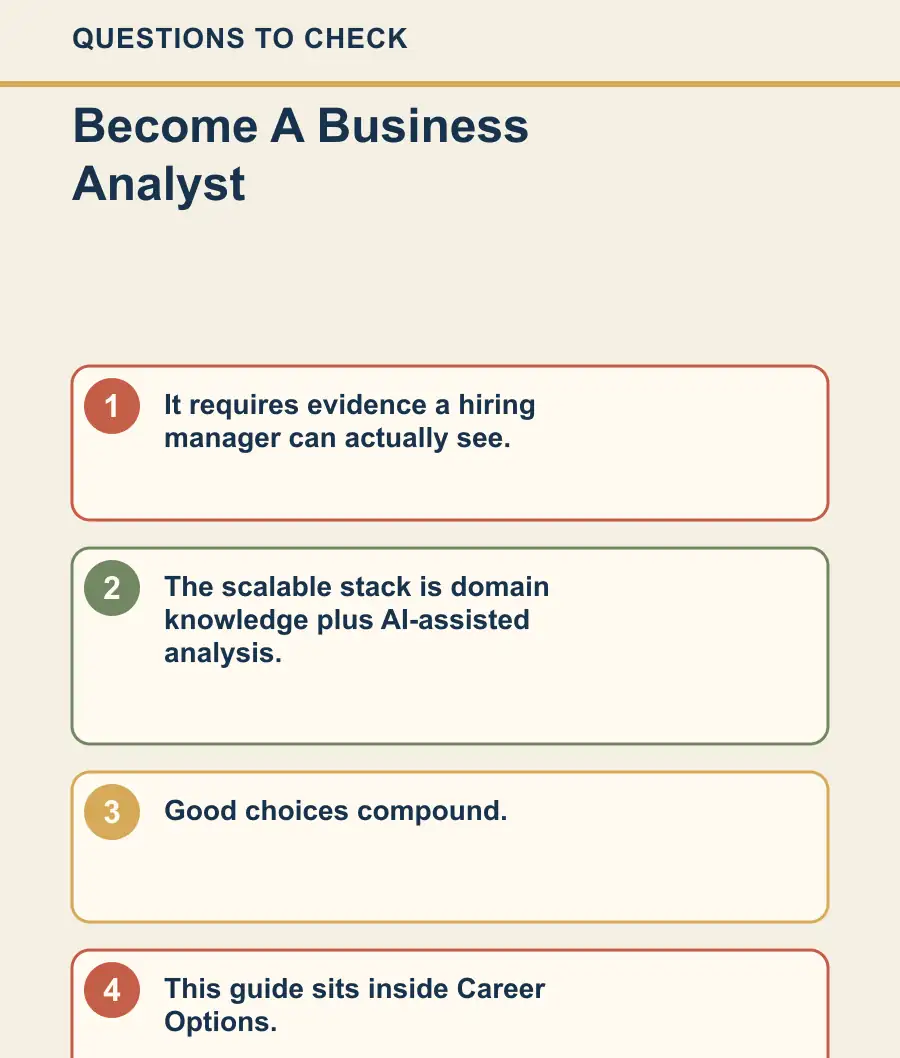 QUESTIONS TO CHECK
Become A Business
Analyst
1
It requires evidence a hiring
manager can actually see.
2
The scalable stack is domain
knowledge plus AI-assisted
analysis.
3
Good choices compound.
4
This guide sits inside Career
Options.